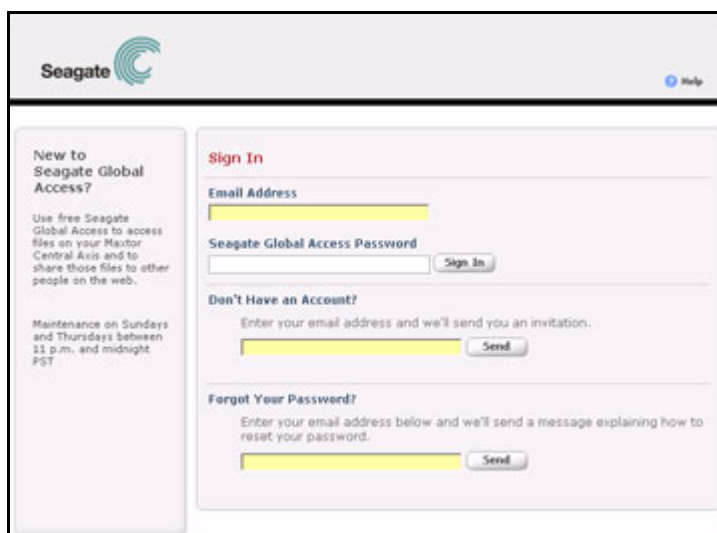 Seagate
Help
New to
Seagate Global
Access?
Use free Seagate
Global Access to access
files on your Maxtor
Central Axis and to
share those files to other
people on the web.
Maintenance on Sundays
and Thursdays between
11 p.m. and midnight
PST
Sign In
Email Address
Seagate Global Access Password
Sign In
Don't Have an Account?
Enter your email address and we'll send you an invitation.
Send
Forgot Your Password?
Enter your email address below and we'll send a message explaining how to
reset your password.
Send